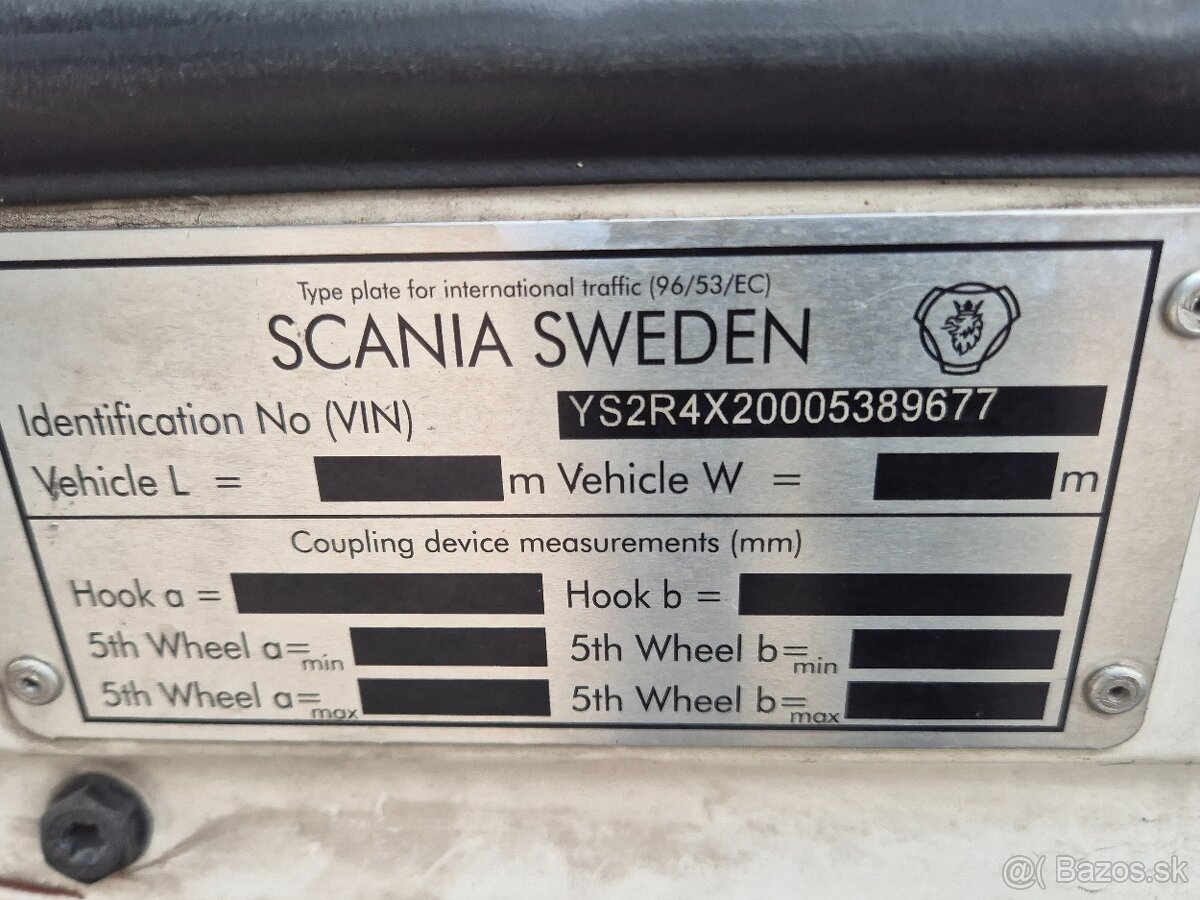 Type plate for international traffic (96/53/EC)
SCANIA SWEDEN
Identification No (VIN) YS2R4X20005389677
Vehicle L = m Vehicle W = m
Coupling device measurements (mm)
Hook a = Hook b =
5th Wheel a=min 5th Wheel b=min
5th Wheel a=max 5th Wheel b=max
@( Bazos.sk